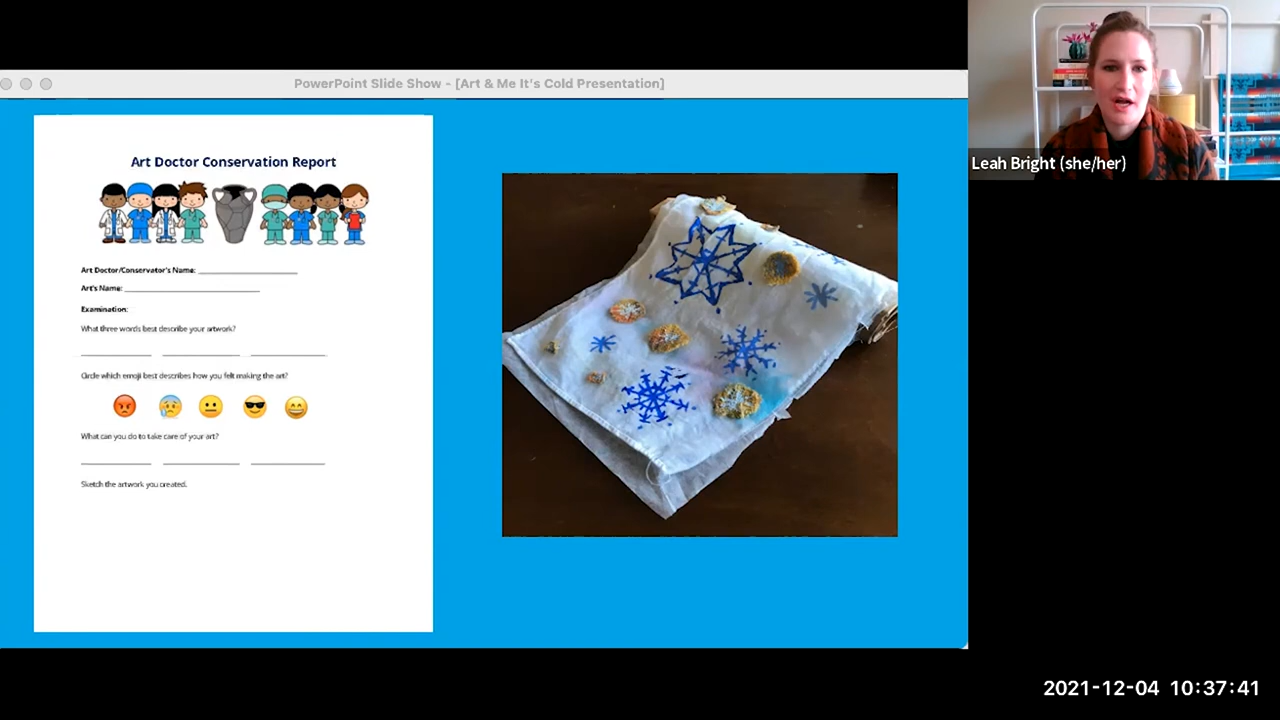 PowerPoint Slide Show - [Art & Me It's Cold Presentation]
Art Doctor Conservation Report
Art Doctor/Conservator's Name:
Art's Name:
Examination:
What three words best describe your artwork?
Circle which emoji best describes how you felt making the art?
What can you do to take care of your art?
Sketch the artwork you created.
Leah Bright (she/her)
2021-12-04 10:37:41